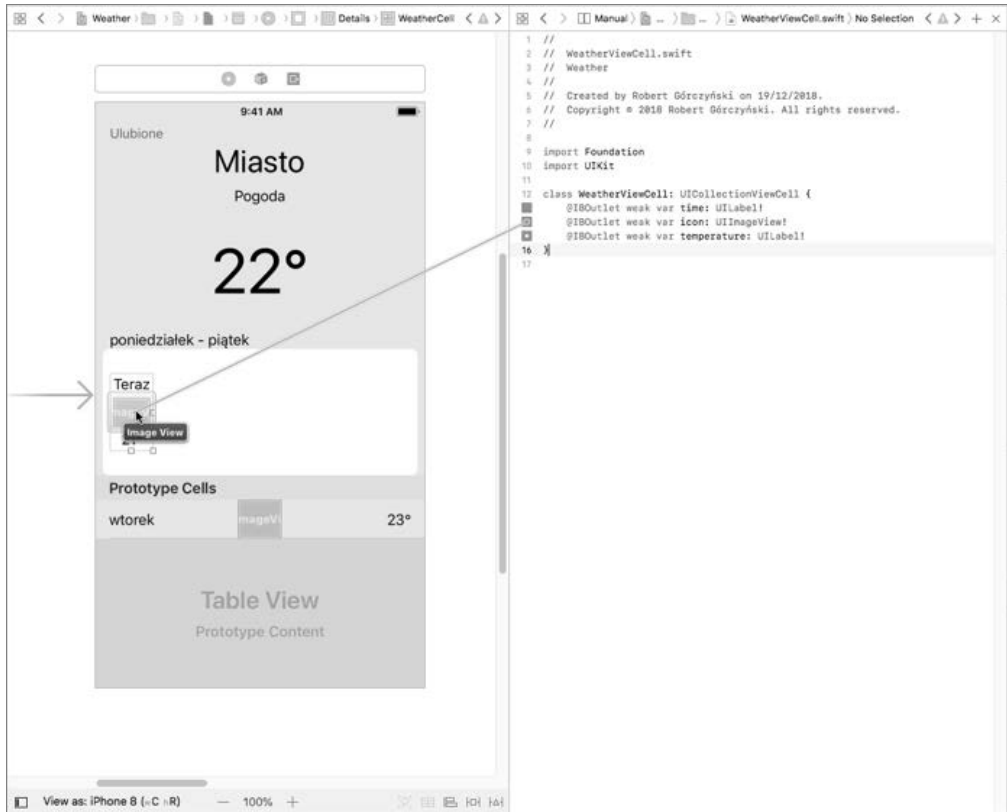 Weather
Details
WeatherCell
Manual
WeatherViewCell.swift
No Selection
9:41 AM
Ulubione
Miasto
Pogoda
22°
poniedziałek - piątek
Teraz
Image View
Prototype Cells
wtorek
23°
Table View
Prototype Content
View as: iPhone 8
100%
1 //
2 // WeatherViewCell.swift
3 // Weather
4 //
5 // Created by Robert Górczyński on 19/12/2018.
6 // Copyright © 2018 Robert Górczyński. All rights reserved.
7 //
8
9 import Foundation
10 import UIKit
11
12 class WeatherViewCell: UICollectionViewCell {
@IBOutlet weak var time: UILabel!
@IBOutlet weak var icon: UIImageView!
@IBOutlet weak var temperature: UILabel!
16 }
17